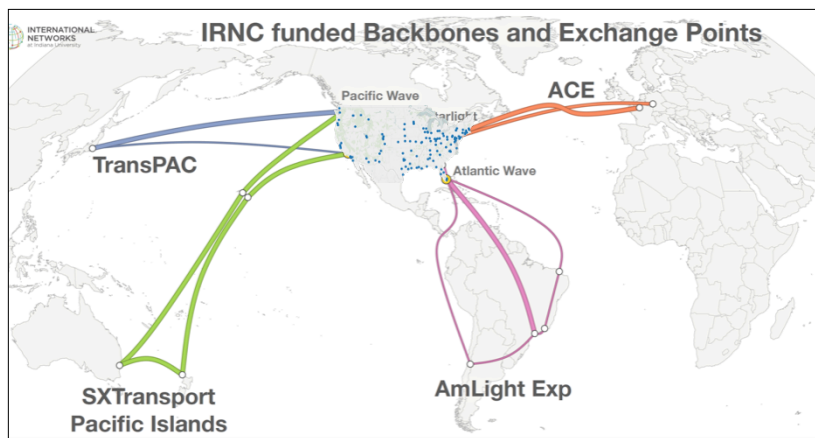 INTERNATIONAL
NETWORKS
at Indiana University
IRNC funded Backbones and Exchange Points
Pacific Wave
ACE
TransPAC
Atlantic Wave
SXTransport
Pacific Islands
AmLight Exp